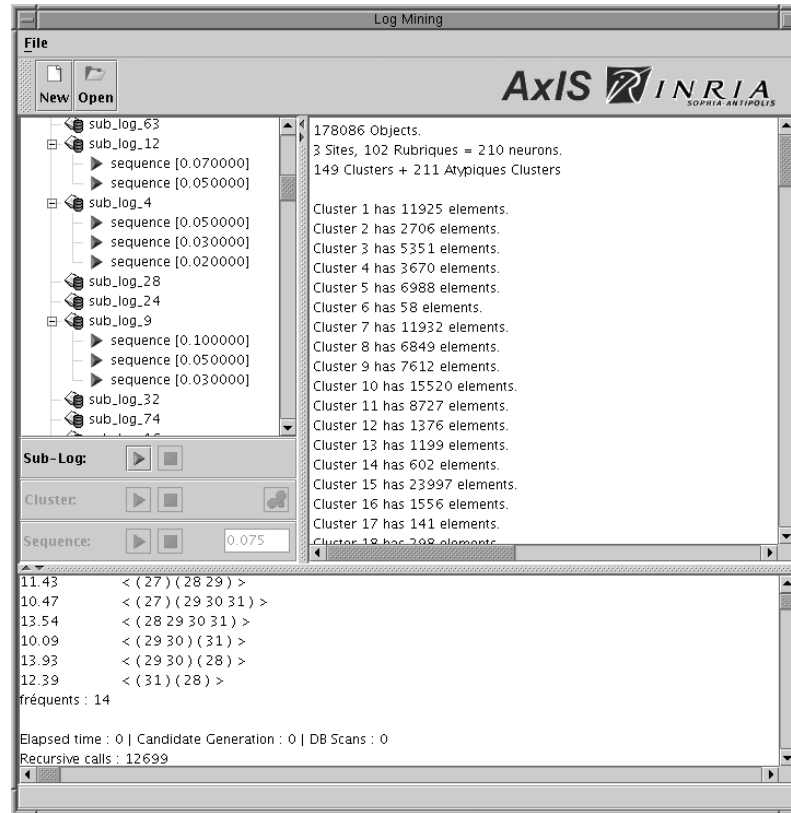 Log Mining
File
New Open
AxIS INRIA
SOPHIA-ANTIPOLIS
sub_log_63
sub_log_12
sequence [0.070000]
sequence [0.050000]
sub_log_4
sequence [0.050000]
sequence [0.030000]
sequence [0.020000]
sub_log_28
sub_log_24
sub_log_9
sequence [0.100000]
sequence [0.050000]
sequence [0.030000]
sub_log_32
sub_log_74
Sub-Log:
Cluster:
Sequence: 0.075
178086 Objects.
3 Sites, 102 Rubriques = 210 neurons.
149 Clusters + 211 Atypiques Clusters
Cluster 1 has 11925 elements.
Cluster 2 has 2706 elements.
Cluster 3 has 5351 elements.
Cluster 4 has 3670 elements.
Cluster 5 has 6988 elements.
Cluster 6 has 58 elements.
Cluster 7 has 11932 elements.
Cluster 8 has 6849 elements.
Cluster 9 has 7612 elements.
Cluster 10 has 15520 elements.
Cluster 11 has 8727 elements.
Cluster 12 has 1376 elements.
Cluster 13 has 1199 elements.
Cluster 14 has 602 elements.
Cluster 15 has 23997 elements.
Cluster 16 has 1556 elements.
Cluster 17 has 141 elements.
Cluster 18 has 298 elements
11.43 < ( 27 ) ( 28 29 ) >
10.47 < ( 27 ) ( 29 30 31 ) >
13.54 < ( 28 29 30 31 ) >
10.09 < ( 29 30 ) ( 31 ) >
13.93 < ( 29 30 ) ( 28 ) >
12.39 < ( 31 ) ( 28 ) >
fréquents : 14
Elapsed time : 0 | Candidate Generation : 0 | DB Scans : 0
Recursive calls : 12699